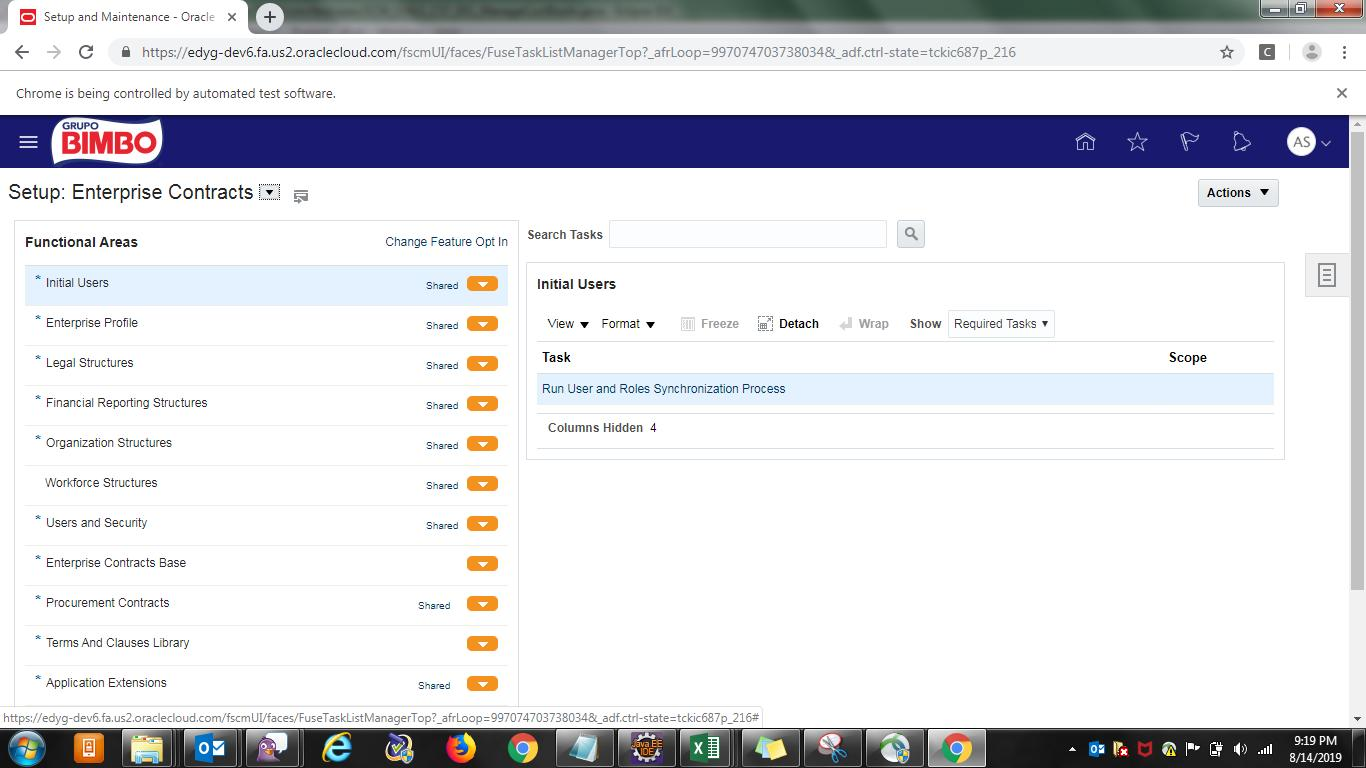 Setup and Maintenance - Oracle
https://edyg-dev6.fa.us2.oraclecloud.com/fscmUI/faces/FuseTaskListManagerTop?_afrLoop=997074703738034&_adf.ctrl-state=tckic687p_216
C
Chrome is being controlled by automated test software.
GRUPO
BIMBO
AS
Setup: Enterprise Contracts
Actions
Functional Areas
Change Feature Opt In
* Initial Users Shared
* Enterprise Profile Shared
* Legal Structures Shared
* Financial Reporting Structures Shared
* Organization Structures Shared
Workforce Structures Shared
* Users and Security Shared
* Enterprise Contracts Base
* Procurement Contracts Shared
* Terms And Clauses Library
* Application Extensions Shared
Search Tasks
Initial Users
View Format Freeze Detach Wrap Show Required Tasks
Task Scope
Run User and Roles Synchronization Process
Columns Hidden 4
https://edyg-dev6.fa.us2.oraclecloud.com/fscmUI/faces/FuseTaskListManagerTop?_afrLoop=997074703738034&_adf.ctrl-state=tckic687p_216#
Java EE
IDE
9:19 PM
8/14/2019